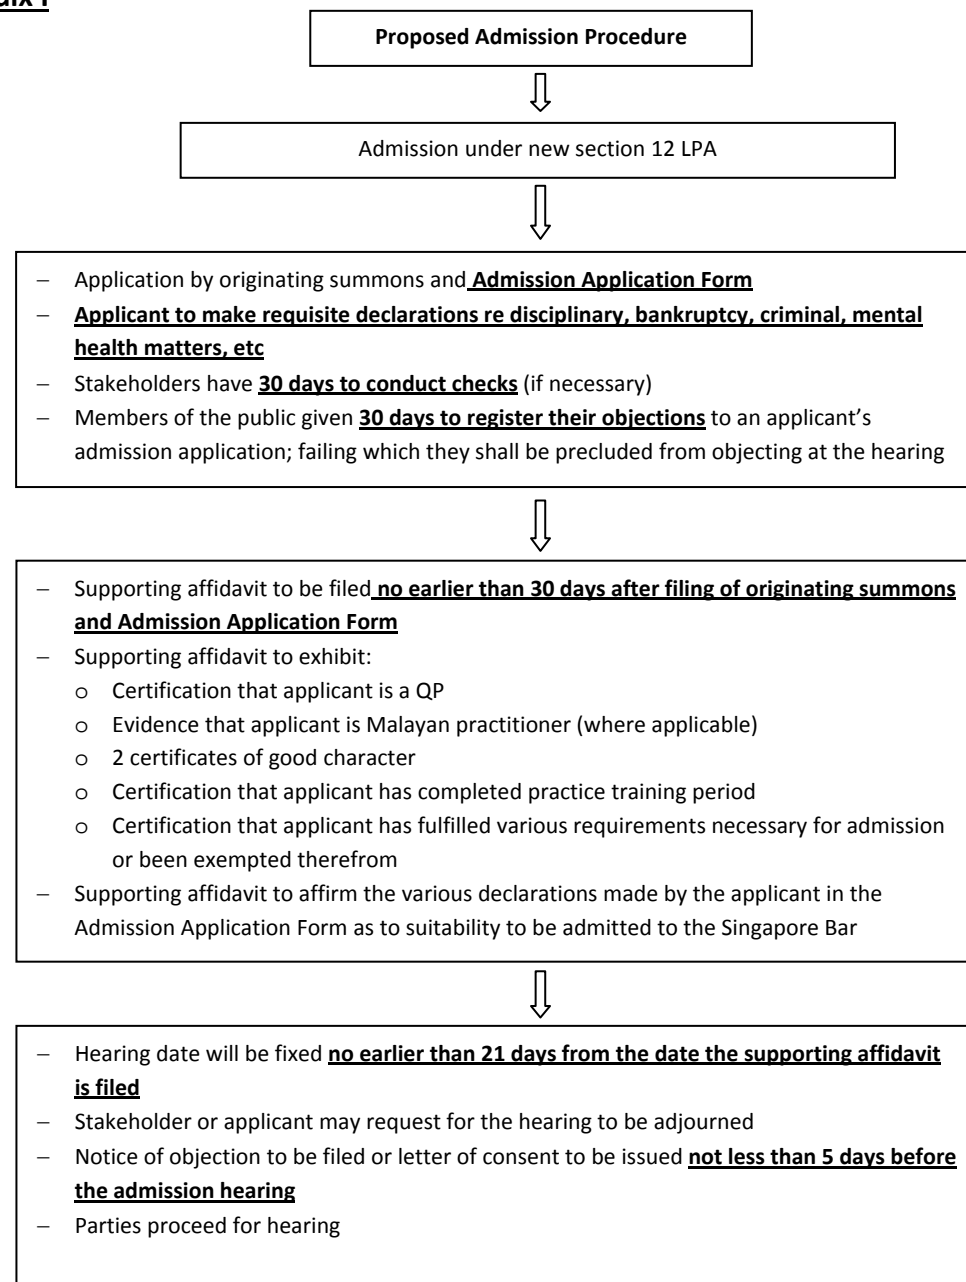 Proposed Admission Procedure
Admission under new section 12 LPA
– Application by originating summons and Admission Application Form
– Applicant to make requisite declarations re disciplinary, bankruptcy, criminal, mental
health matters, etc
– Stakeholders have 30 days to conduct checks (if necessary)
– Members of the public given 30 days to register their objections to an applicant’s
admission application; failing which they shall be precluded from objecting at the hearing
– Supporting affidavit to be filed no earlier than 30 days after filing of originating summons
and Admission Application Form
– Supporting affidavit to exhibit:
o Certification that applicant is a QP
o Evidence that applicant is Malayan practitioner (where applicable)
o 2 certificates of good character
o Certification that applicant has completed practice training period
o Certification that applicant has fulfilled various requirements necessary for admission
or been exempted therefrom
– Supporting affidavit to affirm the various declarations made by the applicant in the
Admission Application Form as to suitability to be admitted to the Singapore Bar
– Hearing date will be fixed no earlier than 21 days from the date the supporting affidavit
is filed
– Stakeholder or applicant may request for the hearing to be adjourned
– Notice of objection to be filed or letter of consent to be issued not less than 5 days before
the admission hearing
– Parties proceed for hearing